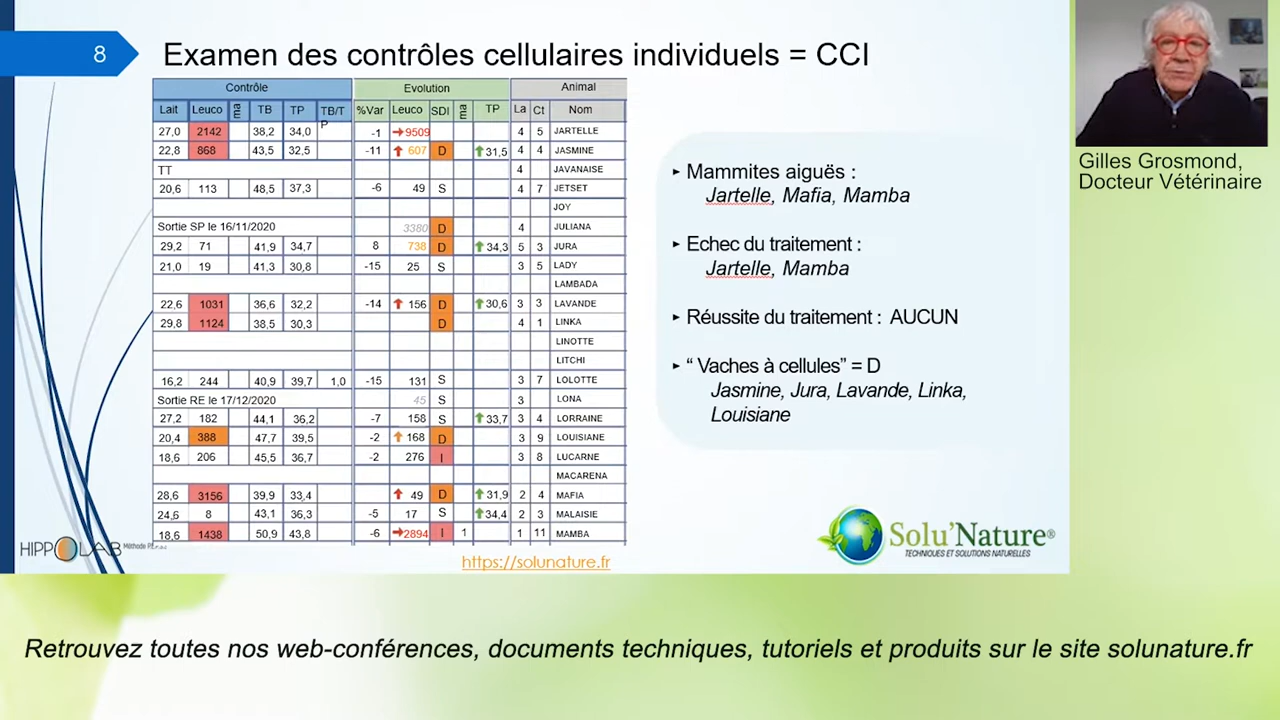 8
Examen des contrôles cellulaires individuels = CCI
Contrôle Evolution Animal
Lait Leuco ma TB TP TB/TP %Var Leuco SDI ma TP La Ct Nom
27,0 2142 38,2 34,0 -1 9509 4 5 JARTELLE
22,8 868 43,5 32,5 -11 607 D 31,5 4 4 JASMINE
TT 4 JAVANAISE
20,6 113 48,5 37,3 -6 49 S 4 7 JETSET
JOY
Sortie SP le 16/11/2020 3380 D 4 JULIANA
29,2 71 41,9 34,7 8 738 D 34,3 5 3 JURA
21,0 19 41,3 30,8 -15 25 S 3 5 LADY
LAMBADA
22,6 1031 36,6 32,2 -14 156 D 30,6 3 3 LAVANDE
29,8 1124 38,5 30,3 D 4 1 LINKA
LINOTTE
LITCHI
16,2 244 40,9 39,7 1,0 -15 131 S 3 7 LOLOTTE
Sortie RE le 17/12/2020 45 S 3 LONA
27,2 182 44,1 36,2 -7 158 S 33,7 3 4 LORRAINE
20,4 388 47,7 39,5 -2 168 D 3 9 LOUISIANE
18,6 206 45,5 36,7 -2 276 I 3 8 LUCARNE
MACARENA
28,6 3156 39,9 33,4 49 D 31,9 2 4 MAFIA
24,6 8 43,1 36,3 -5 17 S 34,4 2 3 MALAISIE
18,6 1438 50,9 43,8 -6 2894 I 1 1 11 MAMBA
Mammites aiguës :
Jartelle, Mafia, Mamba
Echec du traitement :
Jartelle, Mamba
Réussite du traitement : AUCUN
“ Vaches à cellules” = D
Jasmine, Jura, Lavande, Linka,
Louisiane
Gilles Grosmond,
Docteur Vétérinaire
HIPPOLAB Méthode
Solu'Nature®
TECHNIQUES ET SOLUTIONS NATURELLES
https://solunature.fr
Retrouvez toutes nos web-conférences, documents techniques, tutoriels et produits sur le site solunature.fr